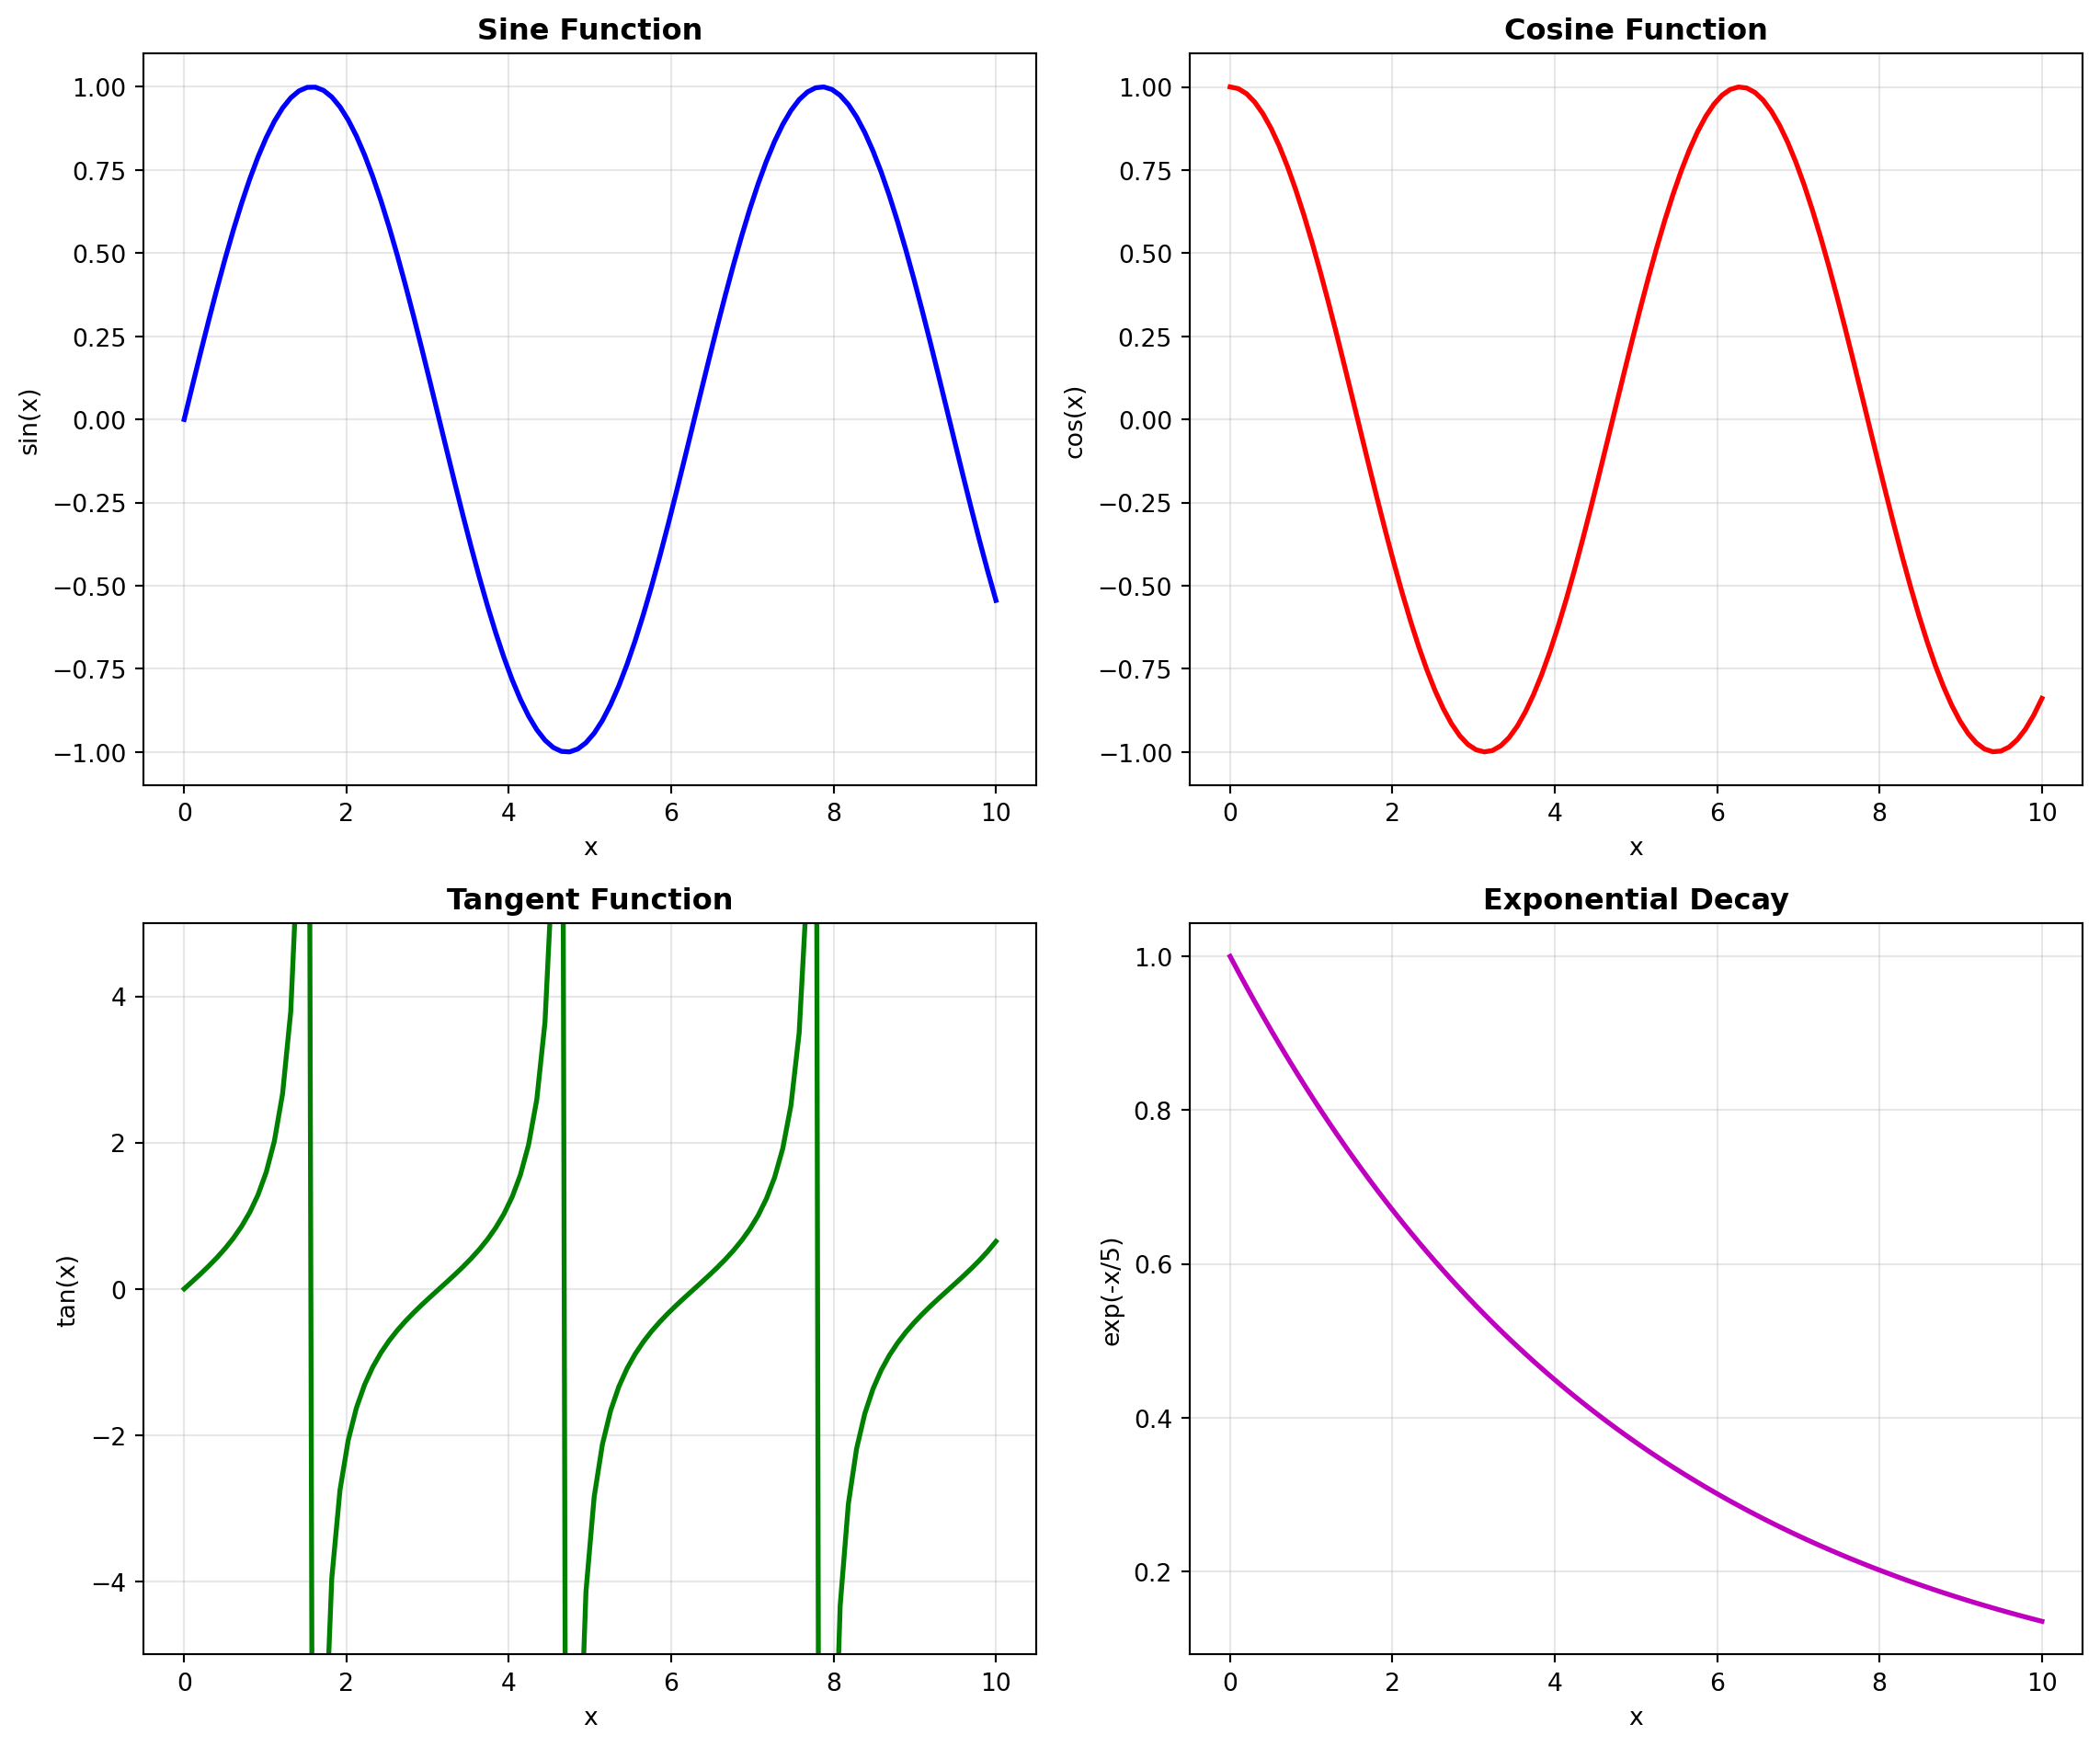 Sine Function
sin(x)
1.00
0.75
0.50
0.25
0.00
−0.25
−0.50
−0.75
−1.00
0 2 4 6 8 10
x
Cosine Function
cos(x)
1.00
0.75
0.50
0.25
0.00
−0.25
−0.50
−0.75
−1.00
0 2 4 6 8 10
x
Tangent Function
tan(x)
4
2
0
−2
−4
0 2 4 6 8 10
x
Exponential Decay
exp(-x/5)
1.0
0.8
0.6
0.4
0.2
0 2 4 6 8 10
x